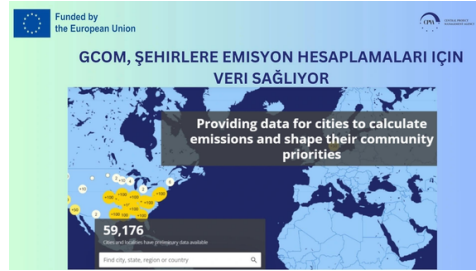 Funded by
the European Union
GCOM, ŞEHIRLERE EMISYON HESAPLAMALARI IÇIN
VERI SAĞLIYOR
Providing data for cities to calculate
emissions and shape their community
priorities
59,176
Cities and localities have preliminary data available
Find city, state, region or country